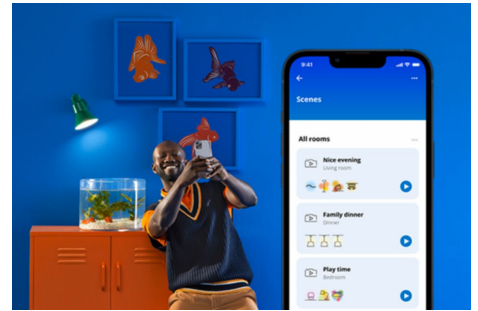 9:41
Scenes
All rooms
Nice evening
Living room
Family dinner
Dinner
Play time
Bedroom